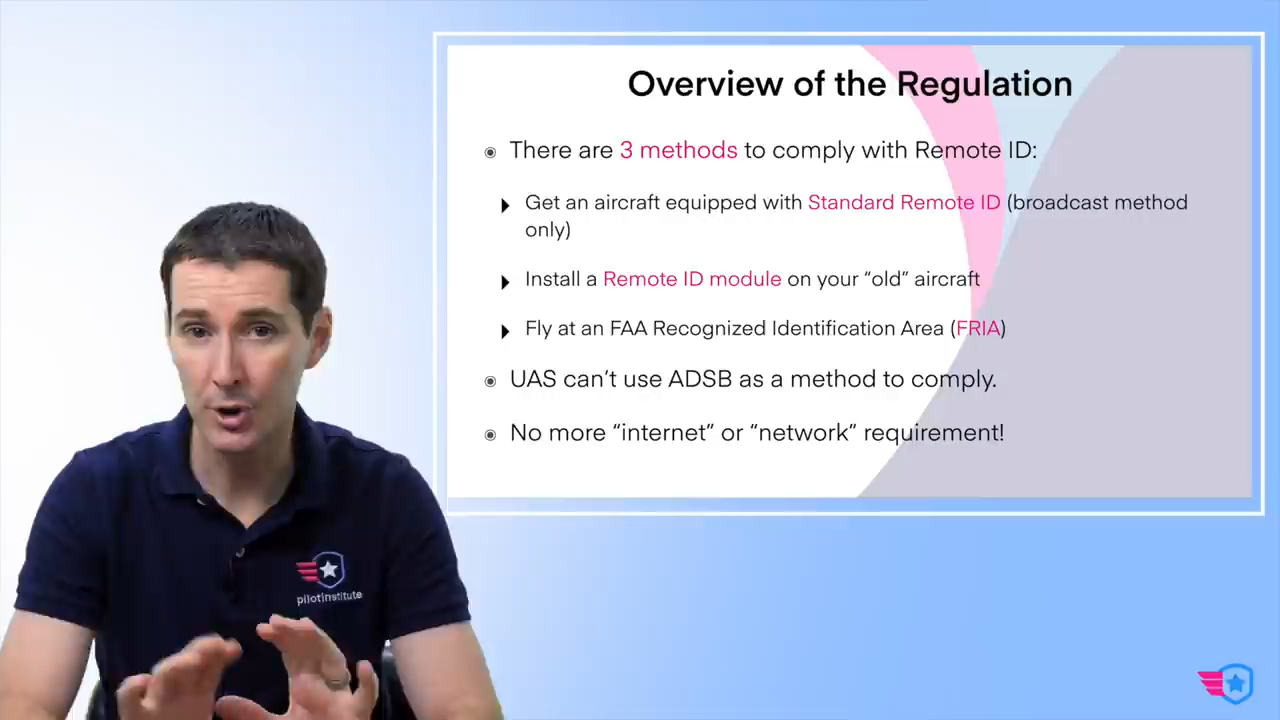 Overview of the Regulation
There are 3 methods to comply with Remote ID:
Get an aircraft equipped with Standard Remote ID (broadcast method
only)
Install a Remote ID module on your “old” aircraft
Fly at an FAA Recognized Identification Area (FRIA)
UAS can’t use ADSB as a method to comply.
No more “internet” or “network” requirement!
pilotinstitute